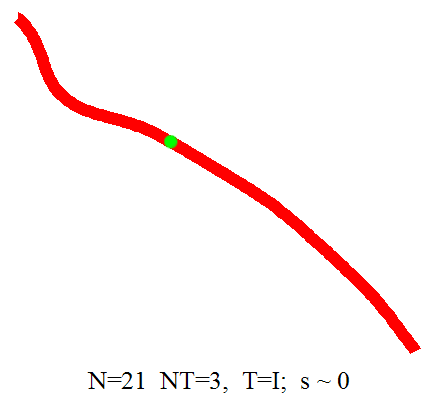 N=21 NT=3, T=I; s ~ 0